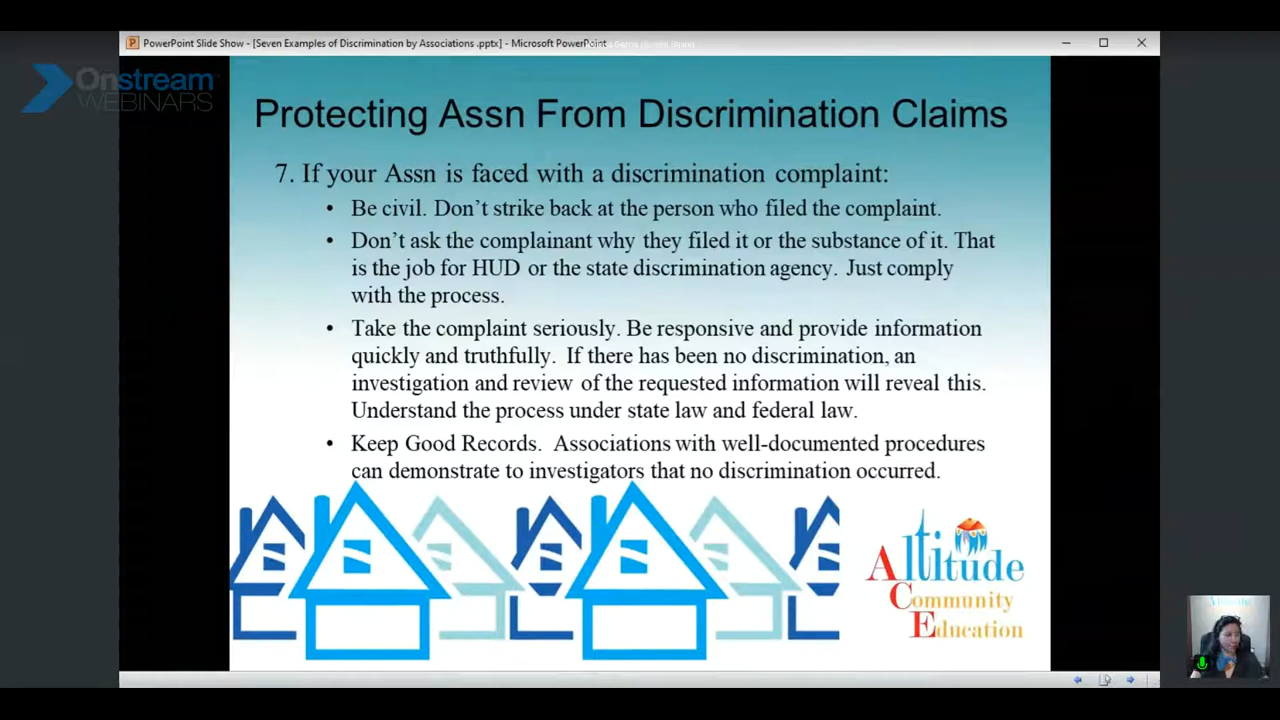 PowerPoint Slide Show - [Seven Examples of Discrimination by Associations .pptx] - Microsoft PowerPoint
Onstream
WEBINARS
Protecting Assn From Discrimination Claims
7. If your Assn is faced with a discrimination complaint:
• Be civil. Don't strike back at the person who filed the complaint.
• Don't ask the complainant why they filed it or the substance of it. That
is the job for HUD or the state discrimination agency. Just comply
with the process.
• Take the complaint seriously. Be responsive and provide information
quickly and truthfully. If there has been no discrimination, an
investigation and review of the requested information will reveal this.
Understand the process under state law and federal law.
• Keep Good Records. Associations with well-documented procedures
can demonstrate to investigators that no discrimination occurred.
Altitude
Community
Education